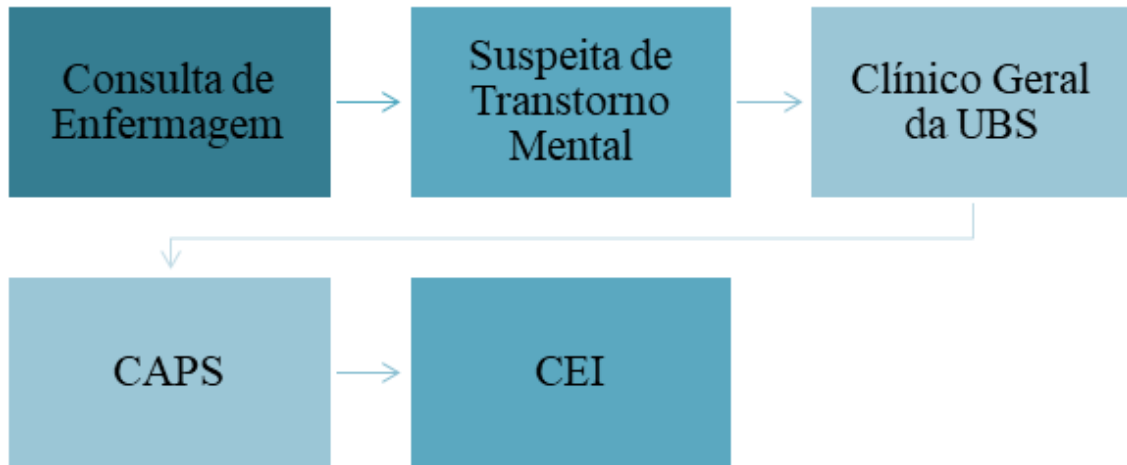 Consulta de
Enfermagem
Suspeita de
Transtorno
Mental
Clínico Geral
da UBS
CAPS
CEI